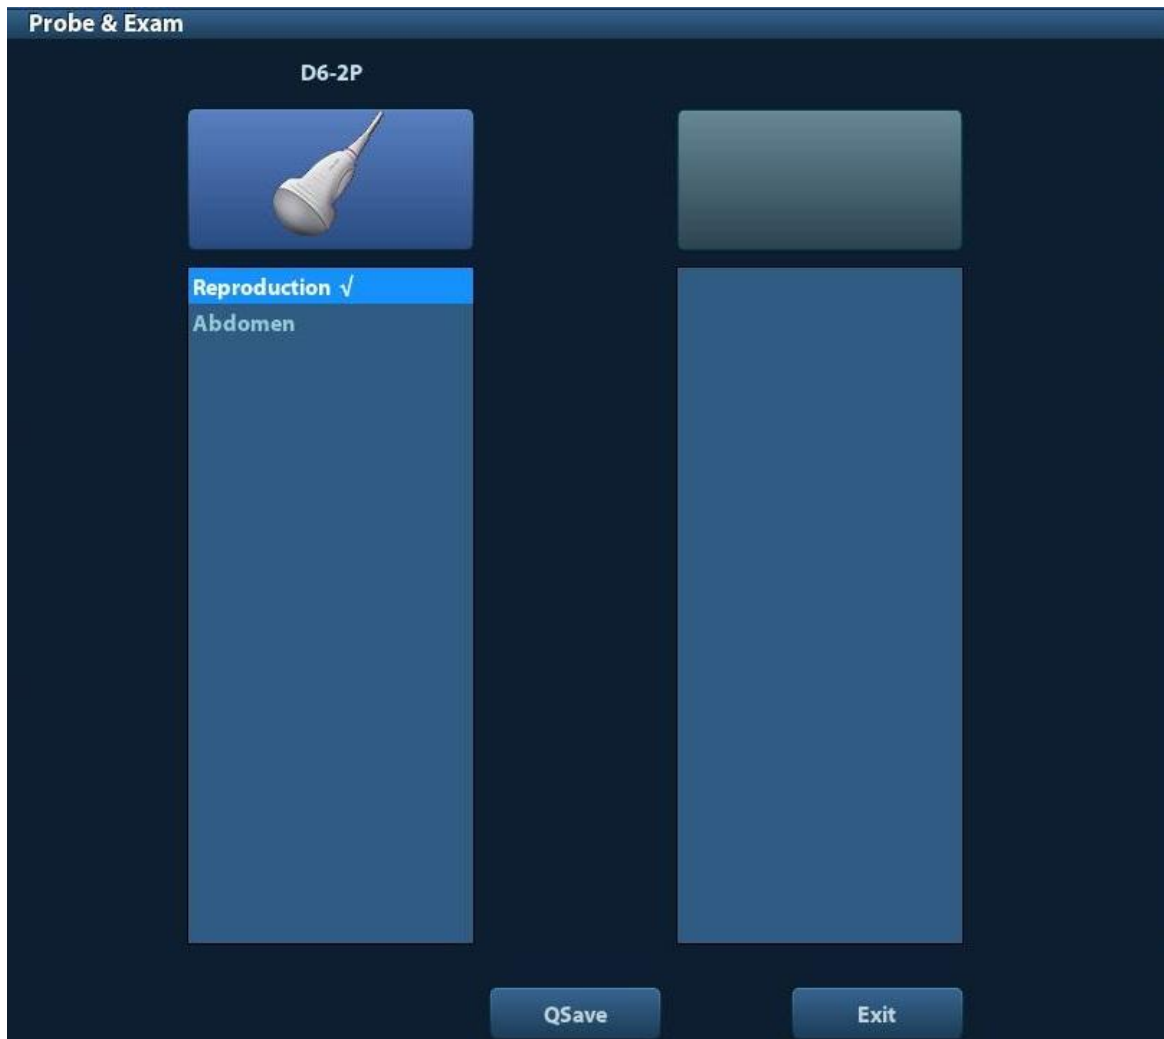 Probe & Exam
D6-2P
Reproduction √
Abdomen
QSave
Exit